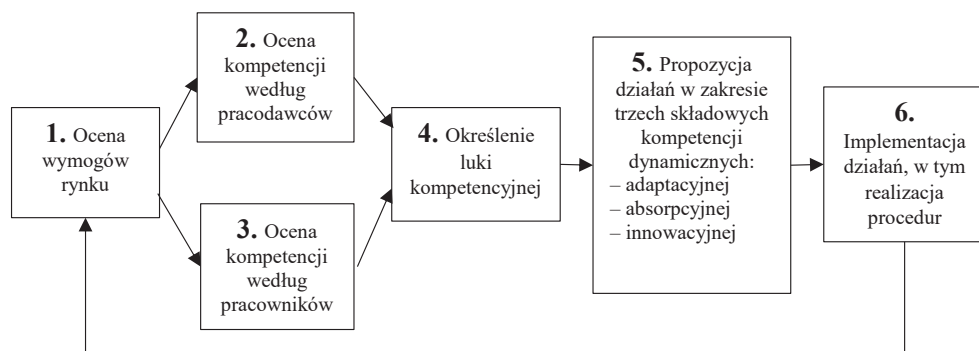 1. Ocena
wymogów
rynku
2. Ocena
kompetencji
według
pracodawców
3. Ocena
kompetencji
według
pracowników
4. Określenie
luki
kompetencyjnej
5. Propozycja
działań w zakresie
trzech składowych
kompetencji
dynamicznych:
– adaptacyjnej
– absorpcyjnej
– innowacyjnej
6.
Implementacja
działań, w tym
realizacja
procedur